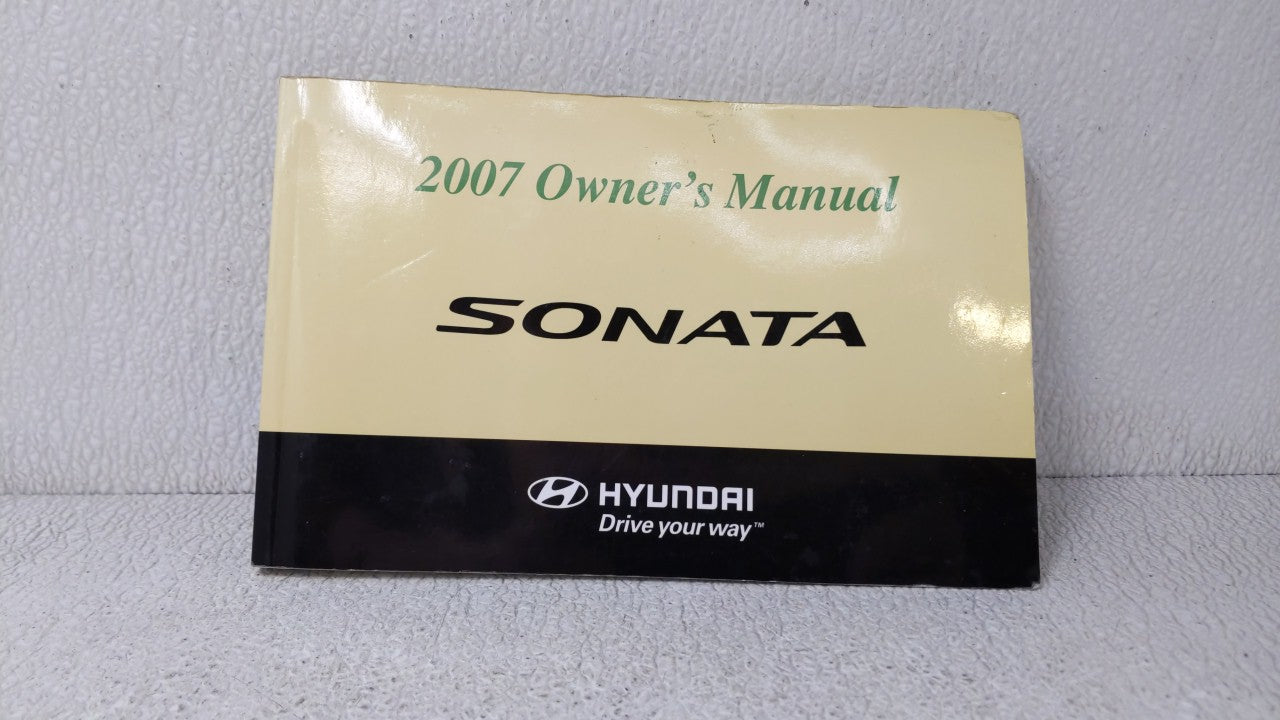 2007 Owner's Manual
SONATA
HYUNDAI
Drive your way™